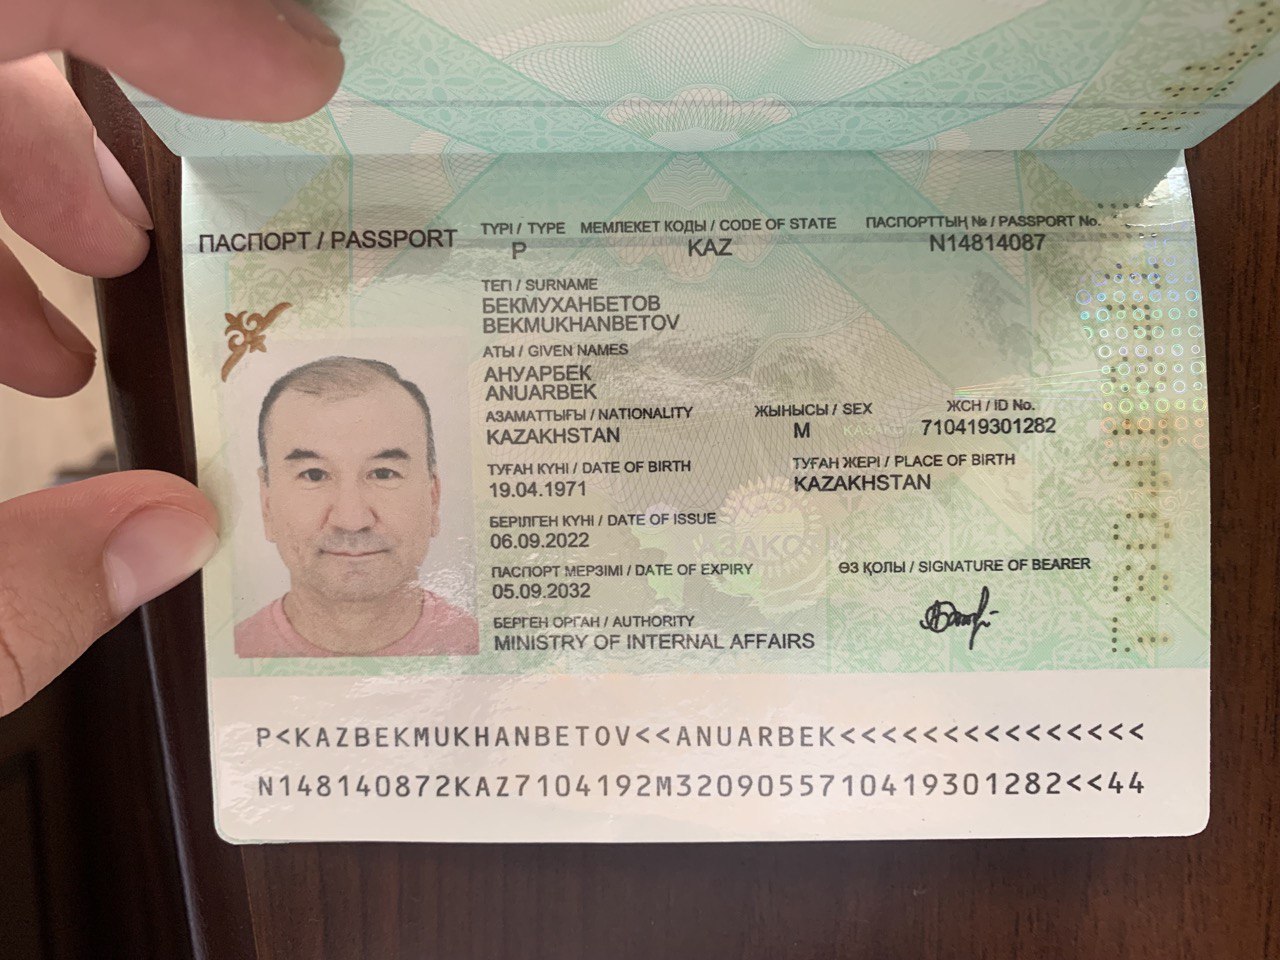 ПАСПОРТ / PASSPORT
ТҮРІ / TYPE
P
МЕМЛЕКЕТ КОДЫ / CODE OF STATE
KAZ
ПАСПОРТТЫҢ № / PASSPORT No.
N14814087
ТЕГІ / SURNAME
БЕКМУХАНБЕТОВ
BEKMUKHANBETOV
АТЫ / GIVEN NAMES
АНУАРБЕК
ANUARBEK
АЗАМАТТЫҒЫ / NATIONALITY
KAZAKHSTAN
ЖЫНЫСЫ / SEX
M
ЖСН / ID No.
710419301282
ТУҒАН КҮНІ / DATE OF BIRTH
19.04.1971
ТУҒАН ЖЕРІ / PLACE OF BIRTH
KAZAKHSTAN
БЕРІЛГЕН КҮНІ / DATE OF ISSUE
06.09.2022
ПАСПОРТ МЕРЗІМІ / DATE OF EXPIRY
05.09.2032
ӨЗ ҚОЛЫ / SIGNATURE OF BEARER
БЕРГЕН ОРГАН / AUTHORITY
MINISTRY OF INTERNAL AFFAIRS
P<KAZBEKMUKHANBETOV<<ANUARBEK<<<<<<<<<<<<<<<
N148140872KAZ7104192M3209055710419301282<<44